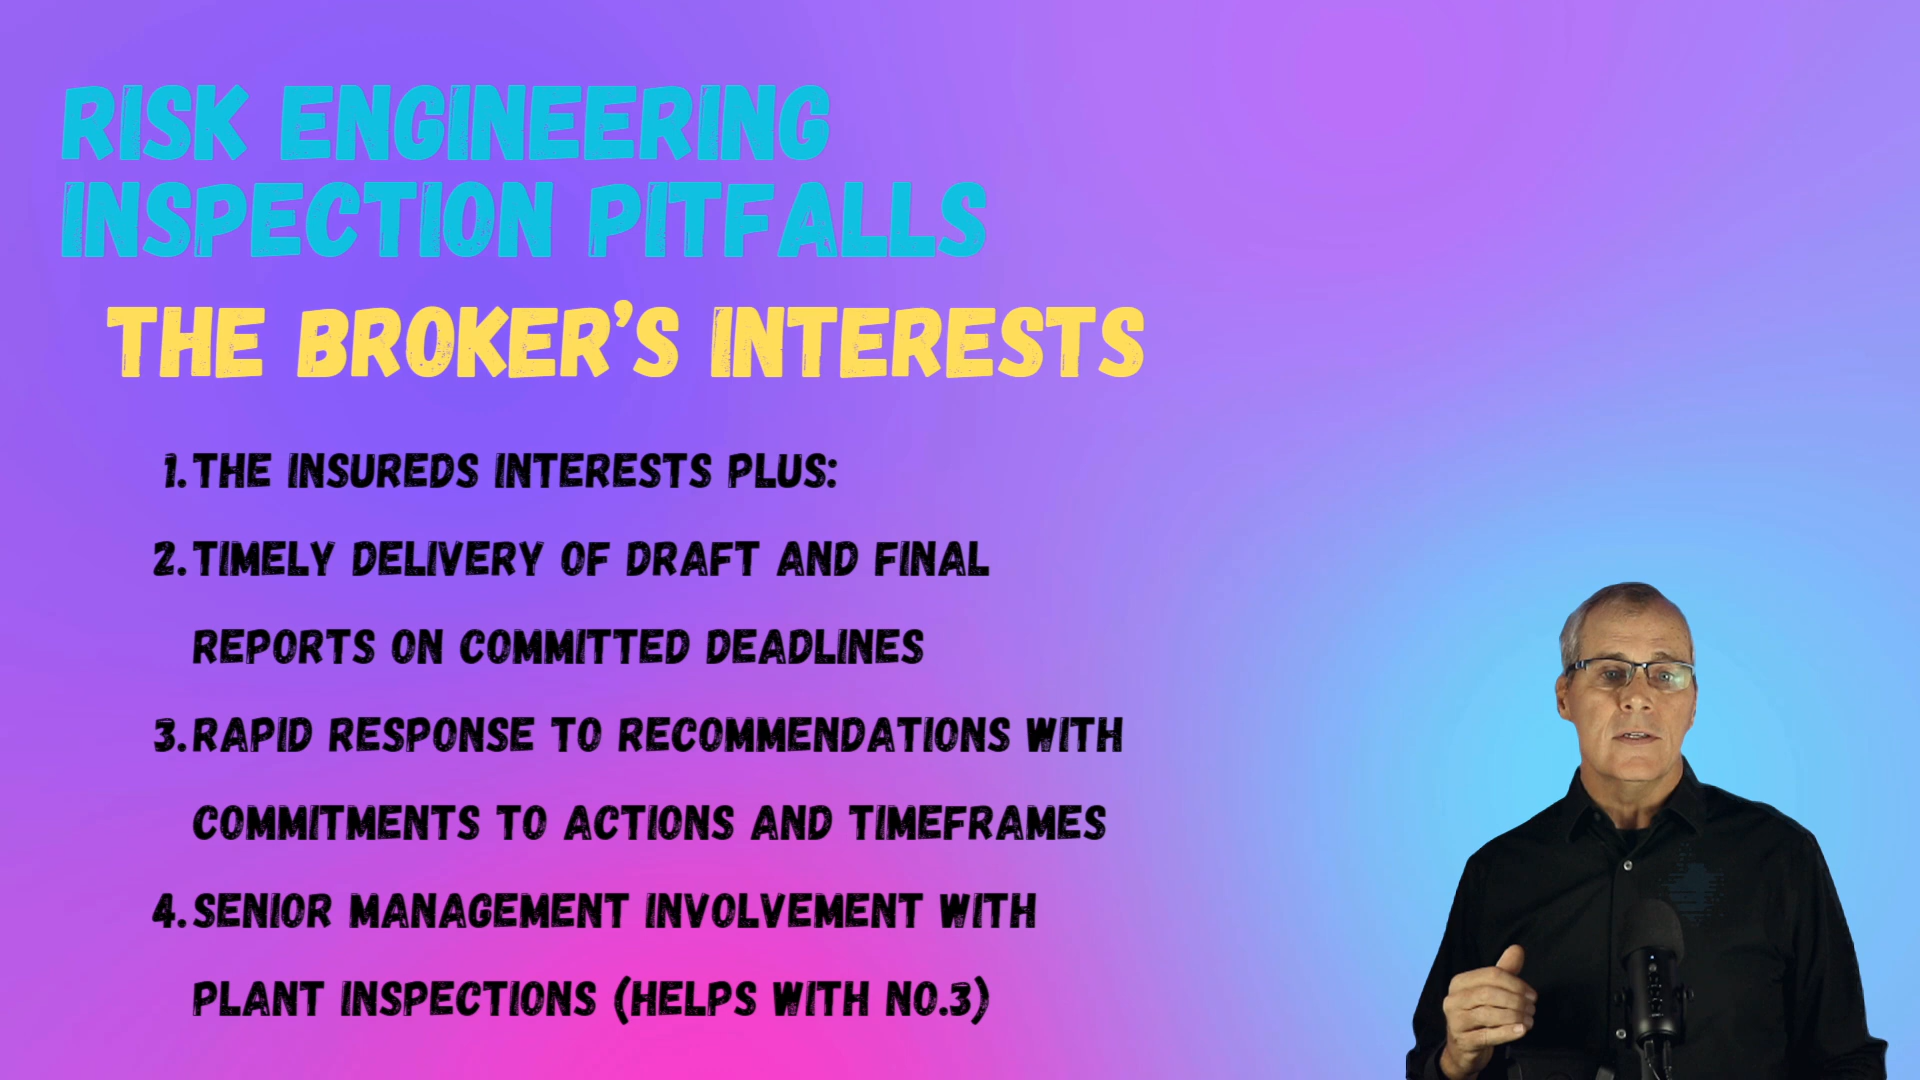 RISK ENGINEERING
INSPECTION PITFALLS
THE BROKER'S INTERESTS
1. THE INSUREDS INTERESTS PLUS:
2. TIMELY DELIVERY OF DRAFT AND FINAL
REPORTS ON COMMITTED DEADLINES
3. RAPID RESPONSE TO RECOMMENDATIONS WITH
COMMITMENTS TO ACTIONS AND TIMEFRAMES
4. SENIOR MANAGEMENT INVOLVEMENT WITH
PLANT INSPECTIONS (HELPS WITH NO.3)